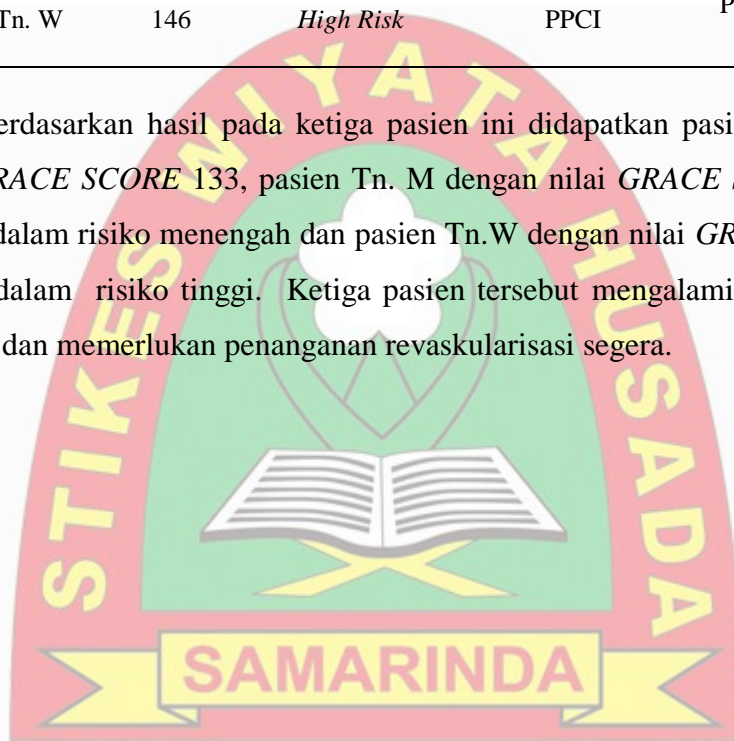 Tn. W 146 High Risk PPCI P
erdasarkan hasil pada ketiga pasien ini didapatkan pasi
RACE SCORE 133, pasien Tn. M dengan nilai GRACE S
dalam risiko menengah dan pasien Tn.W dengan nilai GR
dalam risiko tinggi. Ketiga pasien tersebut mengalami
dan memerlukan penanganan revaskularisasi segera.
STIKES WIYATA HUSADA
SAMARINDA